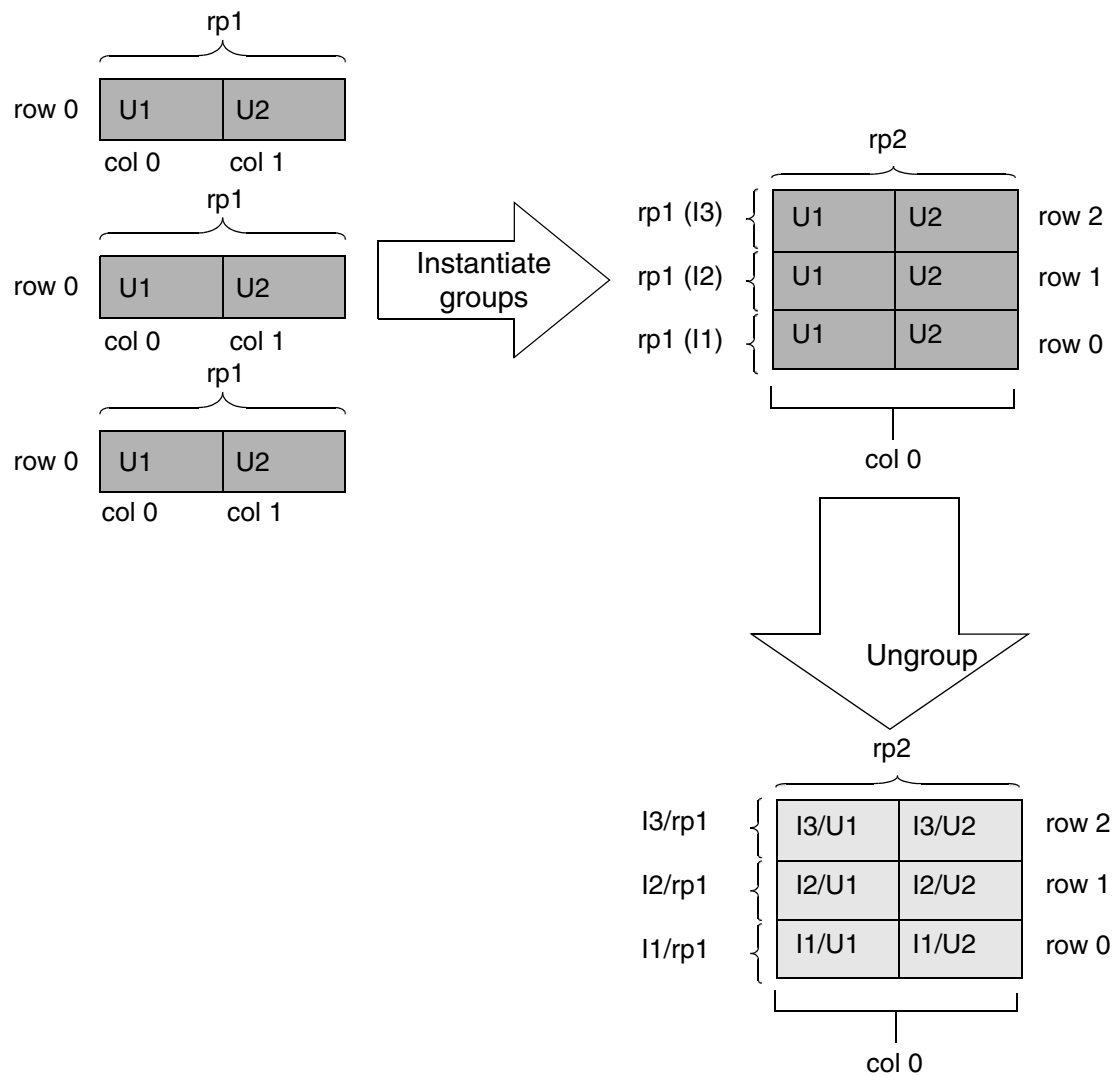 rp1
row 0 U1 U2
col 0 col 1
rp1
row 0 U1 U2
col 0 col 1
rp1
row 0 U1 U2
col 0 col 1
Instantiate
groups
rp2
rp1 (I3) U1 U2 row 2
rp1 (I2) U1 U2 row 1
rp1 (I1) U1 U2 row 0
col 0
Ungroup
rp2
I3/rp1 I3/U1 I3/U2 row 2
I2/rp1 I2/U1 I2/U2 row 1
I1/rp1 I1/U1 I1/U2 row 0
col 0